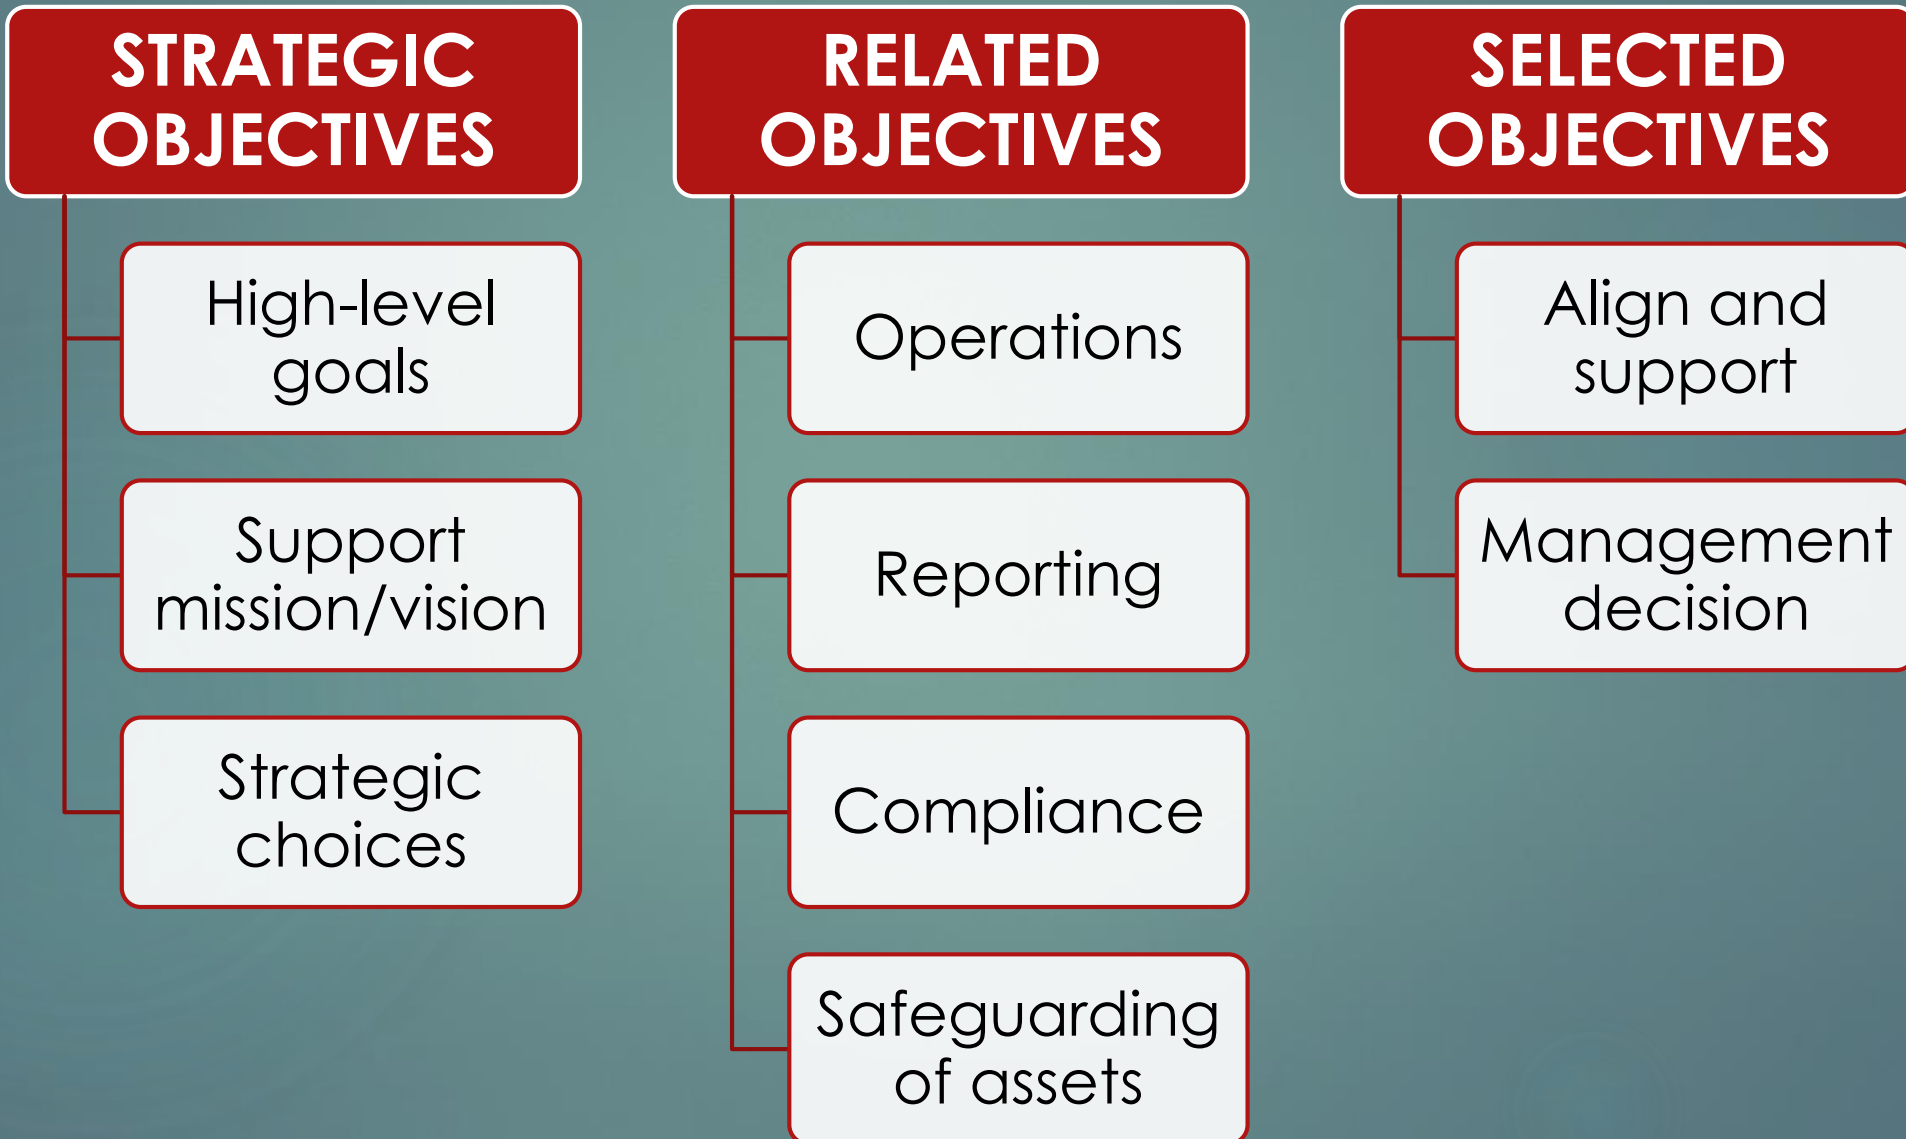 STRATEGIC
OBJECTIVES
High-level
goals
Support
mission/vision
Strategic
choices
RELATED
OBJECTIVES
Operations
Reporting
Compliance
Safeguarding
of assets
SELECTED
OBJECTIVES
Align and
support
Management
decision